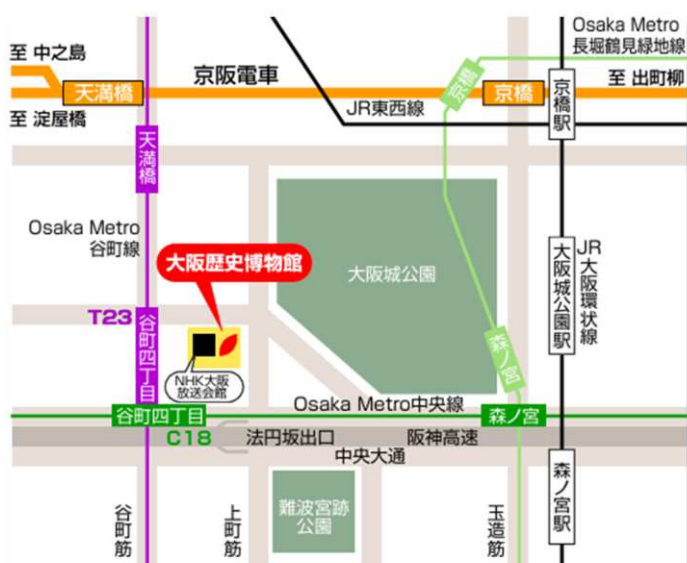 Osaka Metro
長堀鶴見緑地線
至 中之島
京阪電車
至 出町柳
天満橋
京橋
京橋
京橋駅
至 淀屋橋
JR東西線
天満橋
Osaka Metro
谷町線
大阪歴史博物館
大阪城公園
大阪城公園駅
JR大阪環状線
T23
谷町四丁目
森ノ宮
NHK大阪
放送会館
Osaka Metro中央線
谷町四丁目
森ノ宮
C18
法円坂出口
阪神高速
中央大通
森ノ宮駅
谷町筋
上町筋
難波宮跡
公園
玉造筋